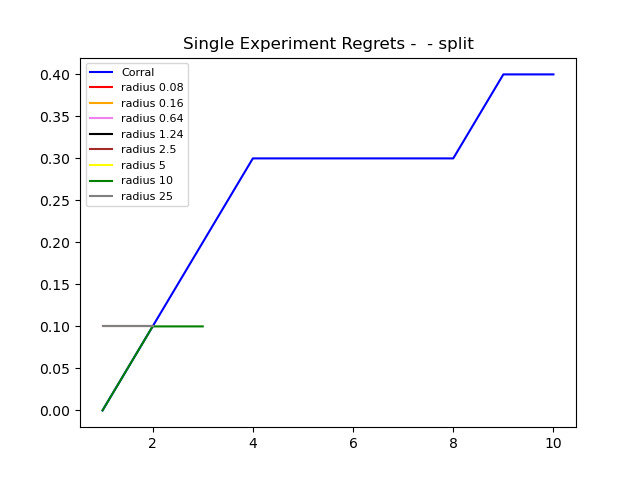 Single Experiment Regrets -  - split
0.40
0.35
0.30
0.25
0.20
0.15
0.10
0.05
0.00
Corral
radius 0.08
radius 0.16
radius 0.64
radius 1.24
radius 2.5
radius 5
radius 10
radius 25
2 4 6 8 10